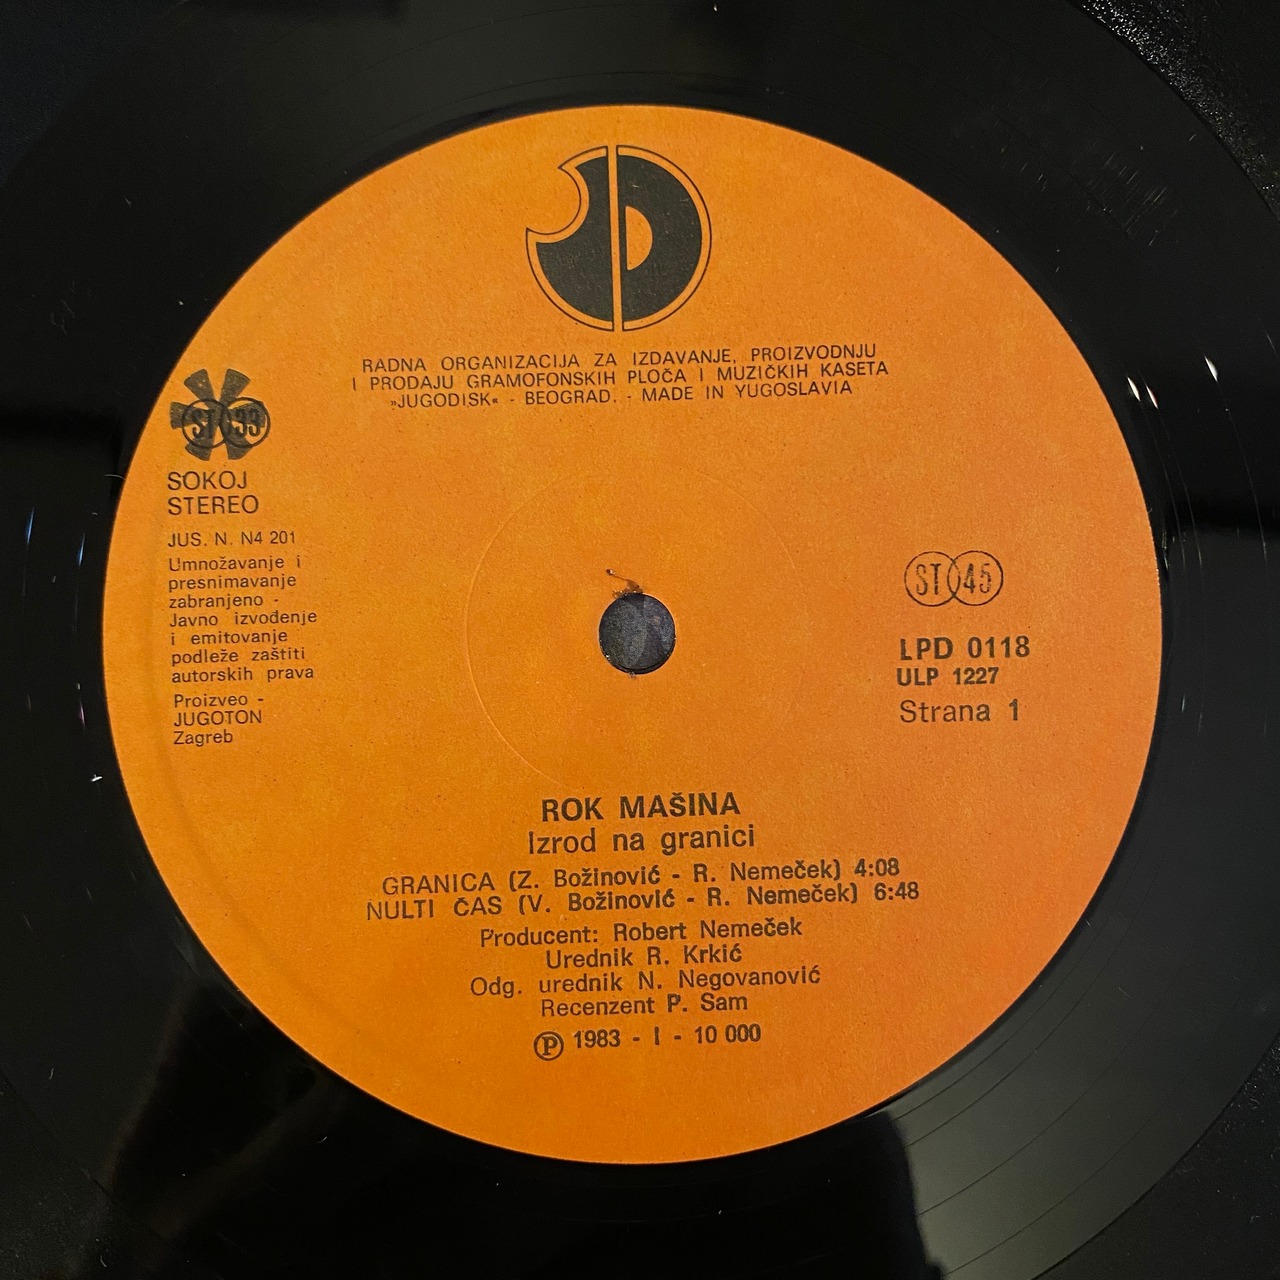 RADNA ORGANIZACIJA ZA IZDAVANJE, PROIZVODNJU
I PRODAJU GRAMOFONSKIH PLOČA I MUZIČKIH KASETA
»JUGODISK« - BEOGRAD. - MADE IN YUGOSLAVIA
ST 33
SOKOJ
STEREO
JUS. N. N4 201
Umnožavanje i
presnimavanje
zabranjeno -
Javno izvođenje
i emitovanje
podleže zaštiti
autorskih prava
Proizveo -
JUGOTON
Zagreb
ST 45
LPD 0118
ULP 1227
Strana 1
ROK MAŠINA
Izrod na granici
GRANICA (Z. Božinović - R. Nemeček) 4:08
NULTI ČAS (V. Božinović - R. Nemeček) 6:48
Producent: Robert Nemeček
Urednik R. Krkić
Odg. urednik N. Negovanović
Recenzent P. Sam
Ⓟ 1983 - I - 10 000